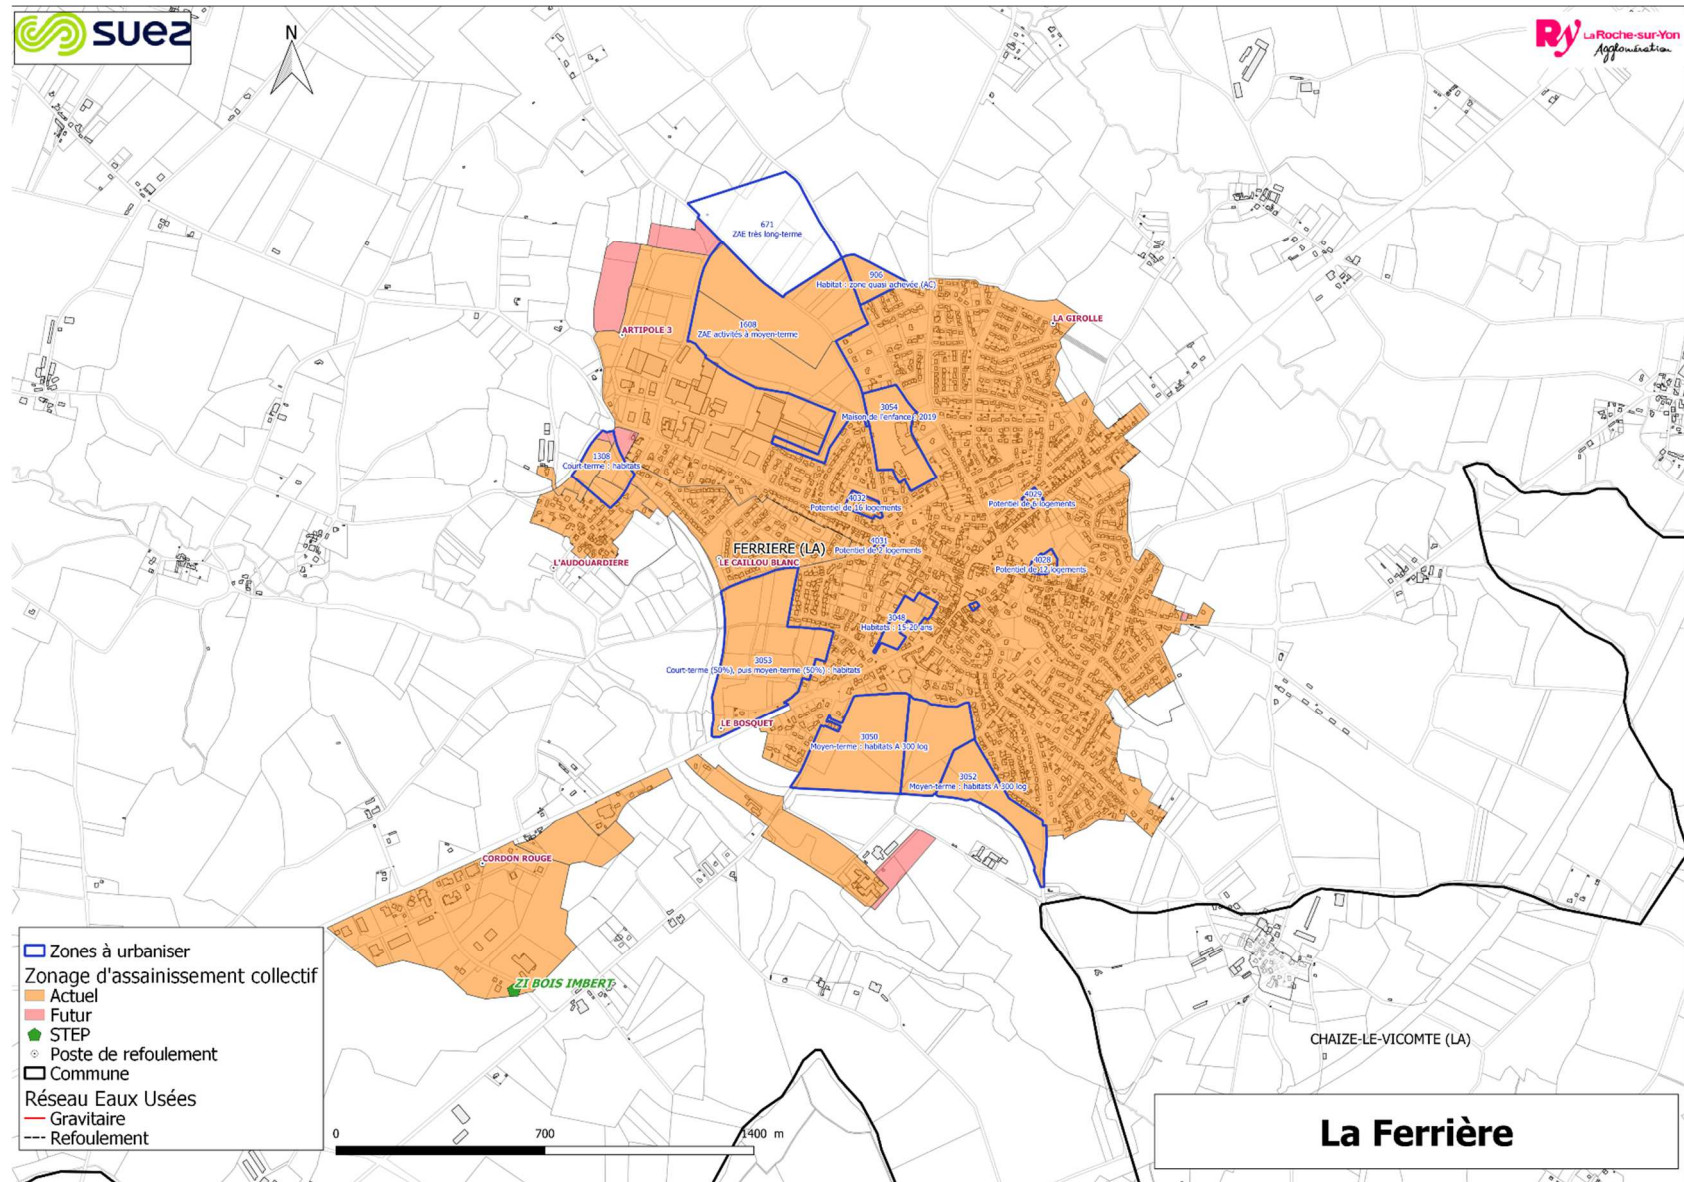 suez
N
Ry La Roche-sur-Yon
Agglomération
671
ZAE très long-terme
906
Habitat : zone quasi achevée (AC)
LA GIROLLE
1608
ZAE activités à moyen-terme
ARTIPOLE 3
3054
Maison de l'enfance : 2019
1308
Court-terme : habitats
4032
Potentiel de 16 logements
4029
Potentiel de 6 logements
4031
Potentiel de 2 logements
FERRIERE (LA)
LE CAILLOU BLANC
L'AUDOUARDIERE
4028
Potentiel de 12 logements
3048
Habitats : 15-20 ans
3053
Court-terme (50%), puis moyen-terme (50%) : habitats
LE BOSQUET
3050
Moyen-terme : habitats A 300 log
3052
Moyen-terme : habitats A 300 log
CORDON ROUGE
ZI BOIS IMBERT
CHAIZE-LE-VICOMTE (LA)
Zones à urbaniser
Zonage d'assainissement collectif
Actuel
Futur
STEP
Poste de refoulement
Commune
Réseau Eaux Usées
Gravitaire
Refoulement
0 700 1400 m
La Ferrière